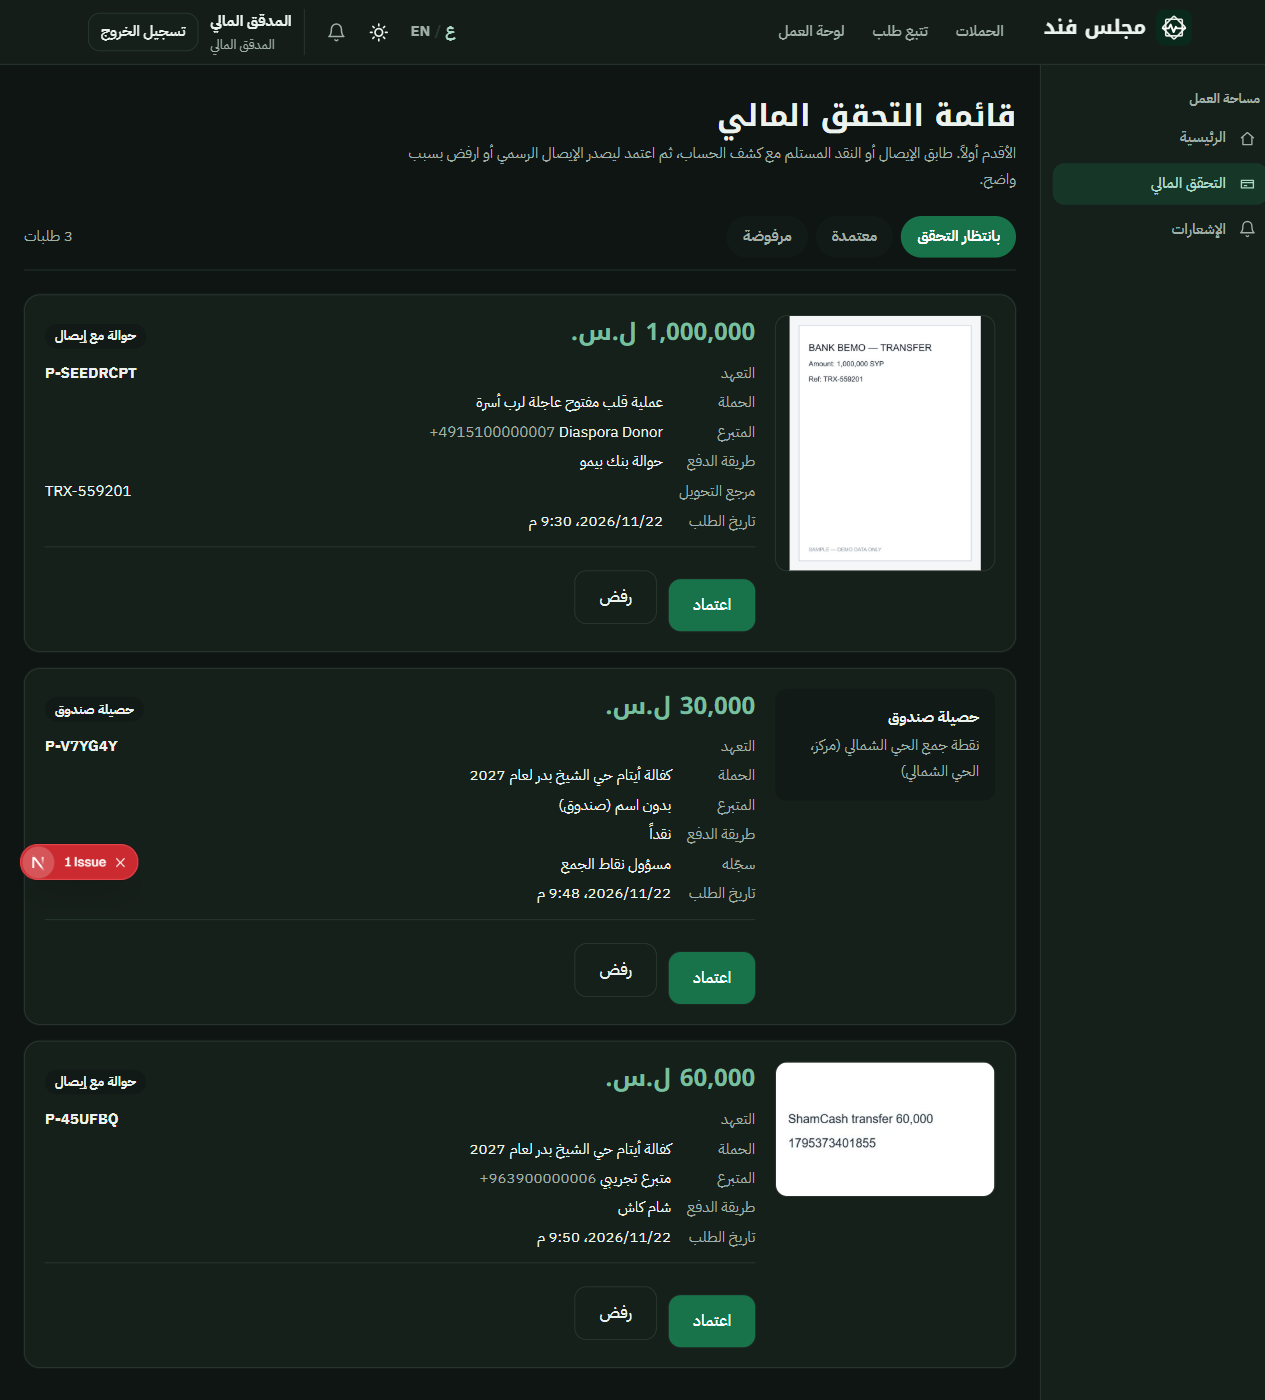 مجلس فند
الحملات
تتبع طلب
لوحة العمل
ع / EN
المدقق المالي
المدقق المالي
تسجيل الخروج
مساحة العمل
الرئيسية
التحقق المالي
الإشعارات
قائمة التحقق المالي
الأقدم أولاً. طابق الإيصال أو النقد المستلم مع كشف الحساب، ثم اعتمد ليصدر الإيصال الرسمي أو ارفض بسبب
واضح.
بانتظار التحقق
معتمدة
مرفوضة
3 طلبات
BANK BEMO — TRANSFER
Amount: 1,000,000 SYP
Ref: TRX-559201
SAMPLE — DEMO DATA ONLY
1,000,000 ل.س.
حوالة مع إيصال
التعهد P-SEEDRCPT
الحملة عملية قلب مفتوح عاجلة لرب أسرة
المتبرع Diaspora Donor +4915100000007
طريقة الدفع حوالة بنك بيمو
مرجع التحويل TRX-559201
تاريخ الطلب 2026/11/22، 9:30 م
اعتماد
رفض
حصيلة صندوق
نقطة جمع الحي الشمالي (مركز،
الحي الشمالي)
30,000 ل.س.
حصيلة صندوق
التعهد P-V7YG4Y
الحملة كفالة أيتام حي الشيخ بدر لعام 2027
المتبرع بدون اسم (صندوق)
طريقة الدفع نقداً
سجّله مسؤول نقاط الجمع
تاريخ الطلب 2026/11/22، 9:48 م
اعتماد
رفض
N 1 Issue
ShamCash transfer 60,000
1795373401855
60,000 ل.س.
حوالة مع إيصال
التعهد P-45UFBQ
الحملة كفالة أيتام حي الشيخ بدر لعام 2027
المتبرع متبرع تجريبي +963900000006
طريقة الدفع شام كاش
تاريخ الطلب 2026/11/22، 9:50 م
اعتماد
رفض